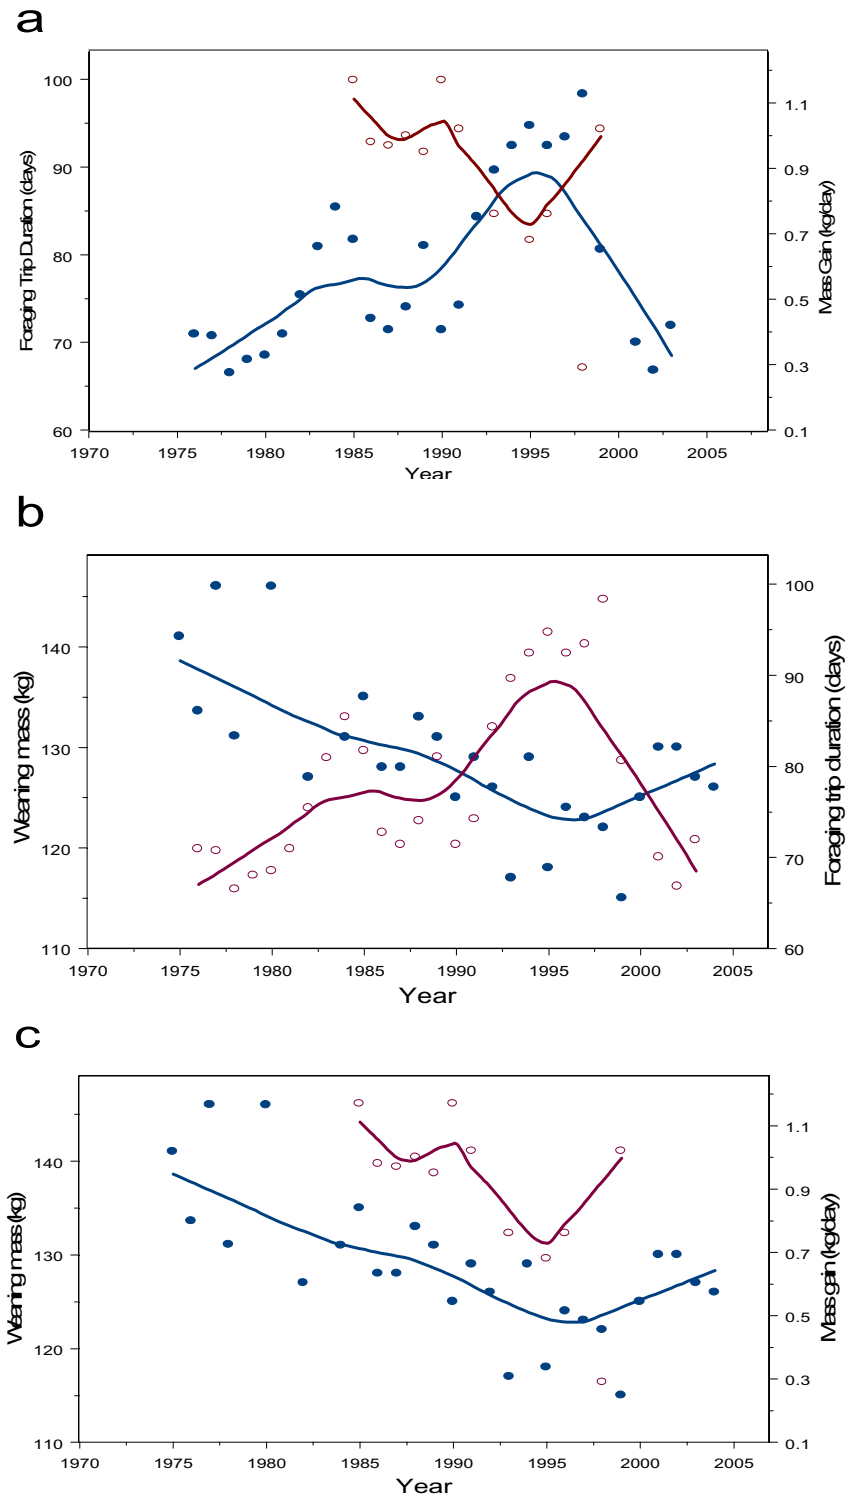 a
100
90
80
70
60
Foraging Trip Duration (days)
1.1
0.9
0.7
0.5
0.3
0.1
Mass Gain (kg/day)
1970 1975 1980 1985 1990 1995 2000 2005
Year
b
140
130
120
110
Weaning mass (kg)
100
90
80
70
60
Foraging trip duration (days)
1970 1975 1980 1985 1990 1995 2000 2005
Year
c
140
130
120
110
Weaning mass (kg)
1.1
0.9
0.7
0.5
0.3
0.1
Mass gain (kg/day)
1970 1975 1980 1985 1990 1995 2000 2005
Year